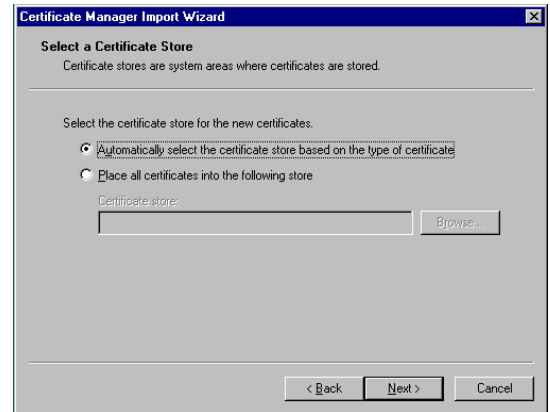 Certificate Manager Import Wizard
Select a Certificate Store
Certificate stores are system areas where certificates are stored.
Select the certificate store for the new certificates.
Automatically select the certificate store based on the type of certificate
Place all certificates into the following store
Certificate store:
Browse...
< Back
Next >
Cancel